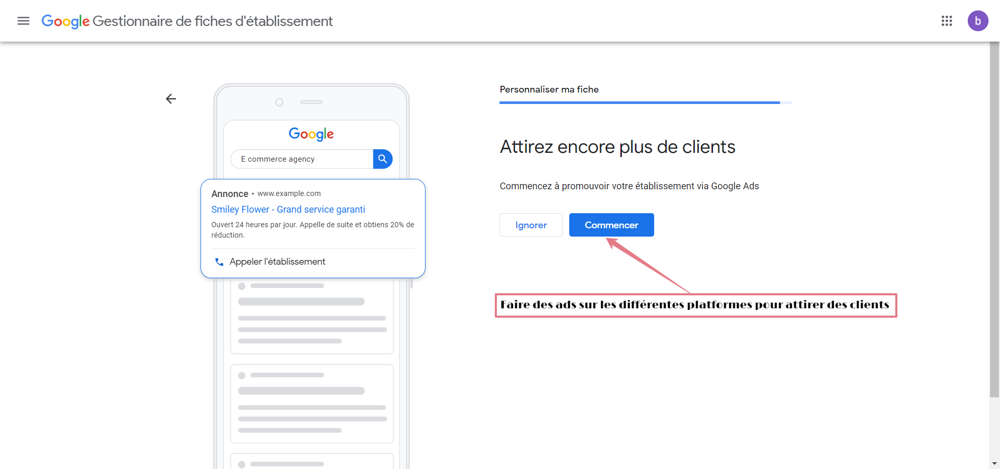 Google Gestionnaire de fiches d'établissement
b
Personnaliser ma fiche
Google
E commerce agency
Annonce • www.example.com
Smiley Flower - Grand service garanti
Ouvert 24 heures par jour. Appelle de suite et obtiens 20% de
réduction.
Appeler l'établissement
Attirez encore plus de clients
Commencez à promouvoir votre établissement via Google Ads
Ignorer
Commencer
Faire des ads sur les différentes platformes pour attirer des clients